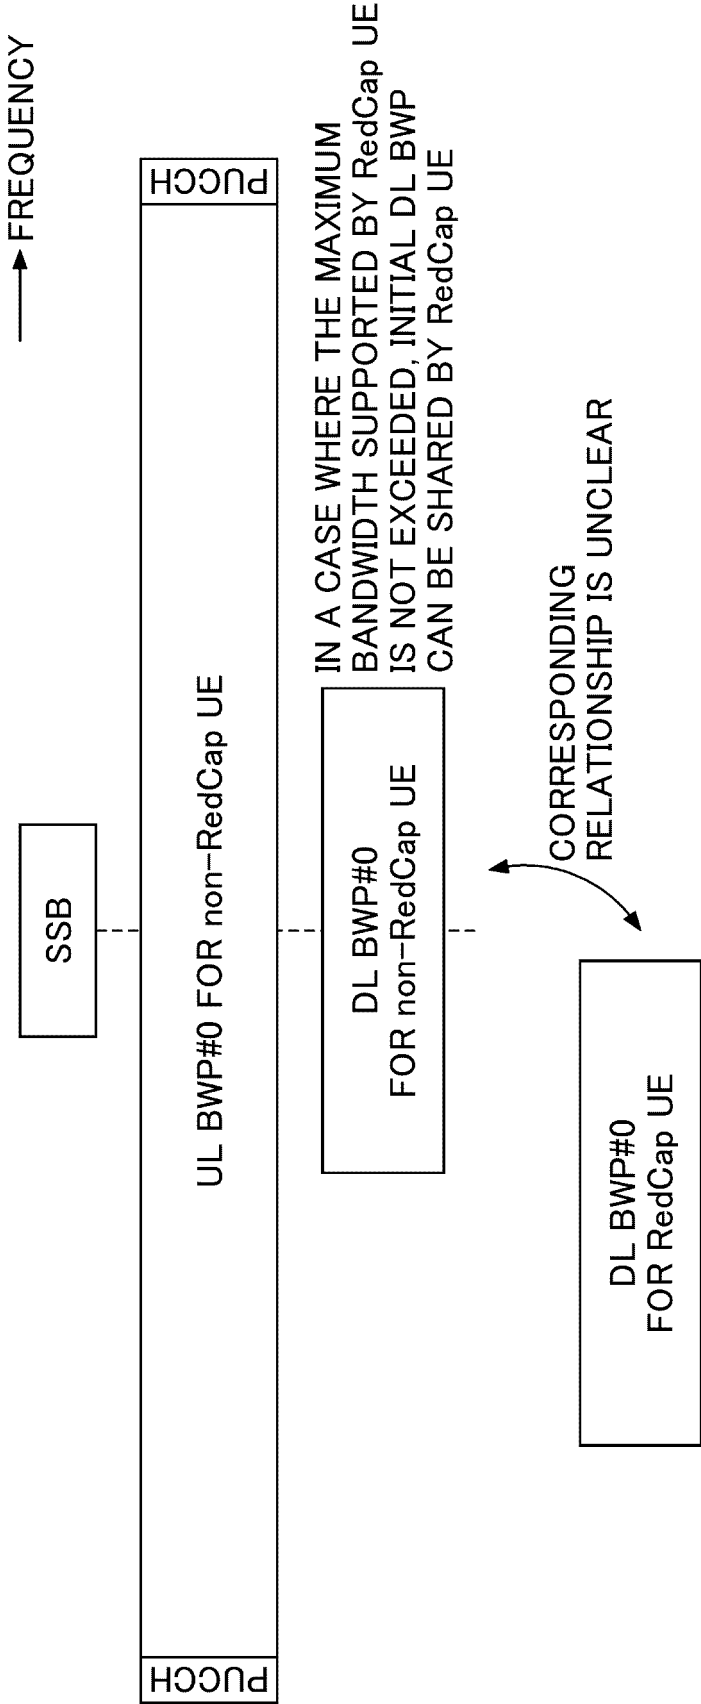 FREQUENCY
SSB
PUCCH
UL BWP#0 FOR non-RedCap UE
PUCCH
DL BWP#0
FOR non-RedCap UE
IN A CASE WHERE THE MAXIMUM
BANDWIDTH SUPPORTED BY RedCap UE
IS NOT EXCEEDED, INITIAL DL BWP
CAN BE SHARED BY RedCap UE
CORRESPONDING
RELATIONSHIP IS UNCLEAR
DL BWP#0
FOR RedCap UE